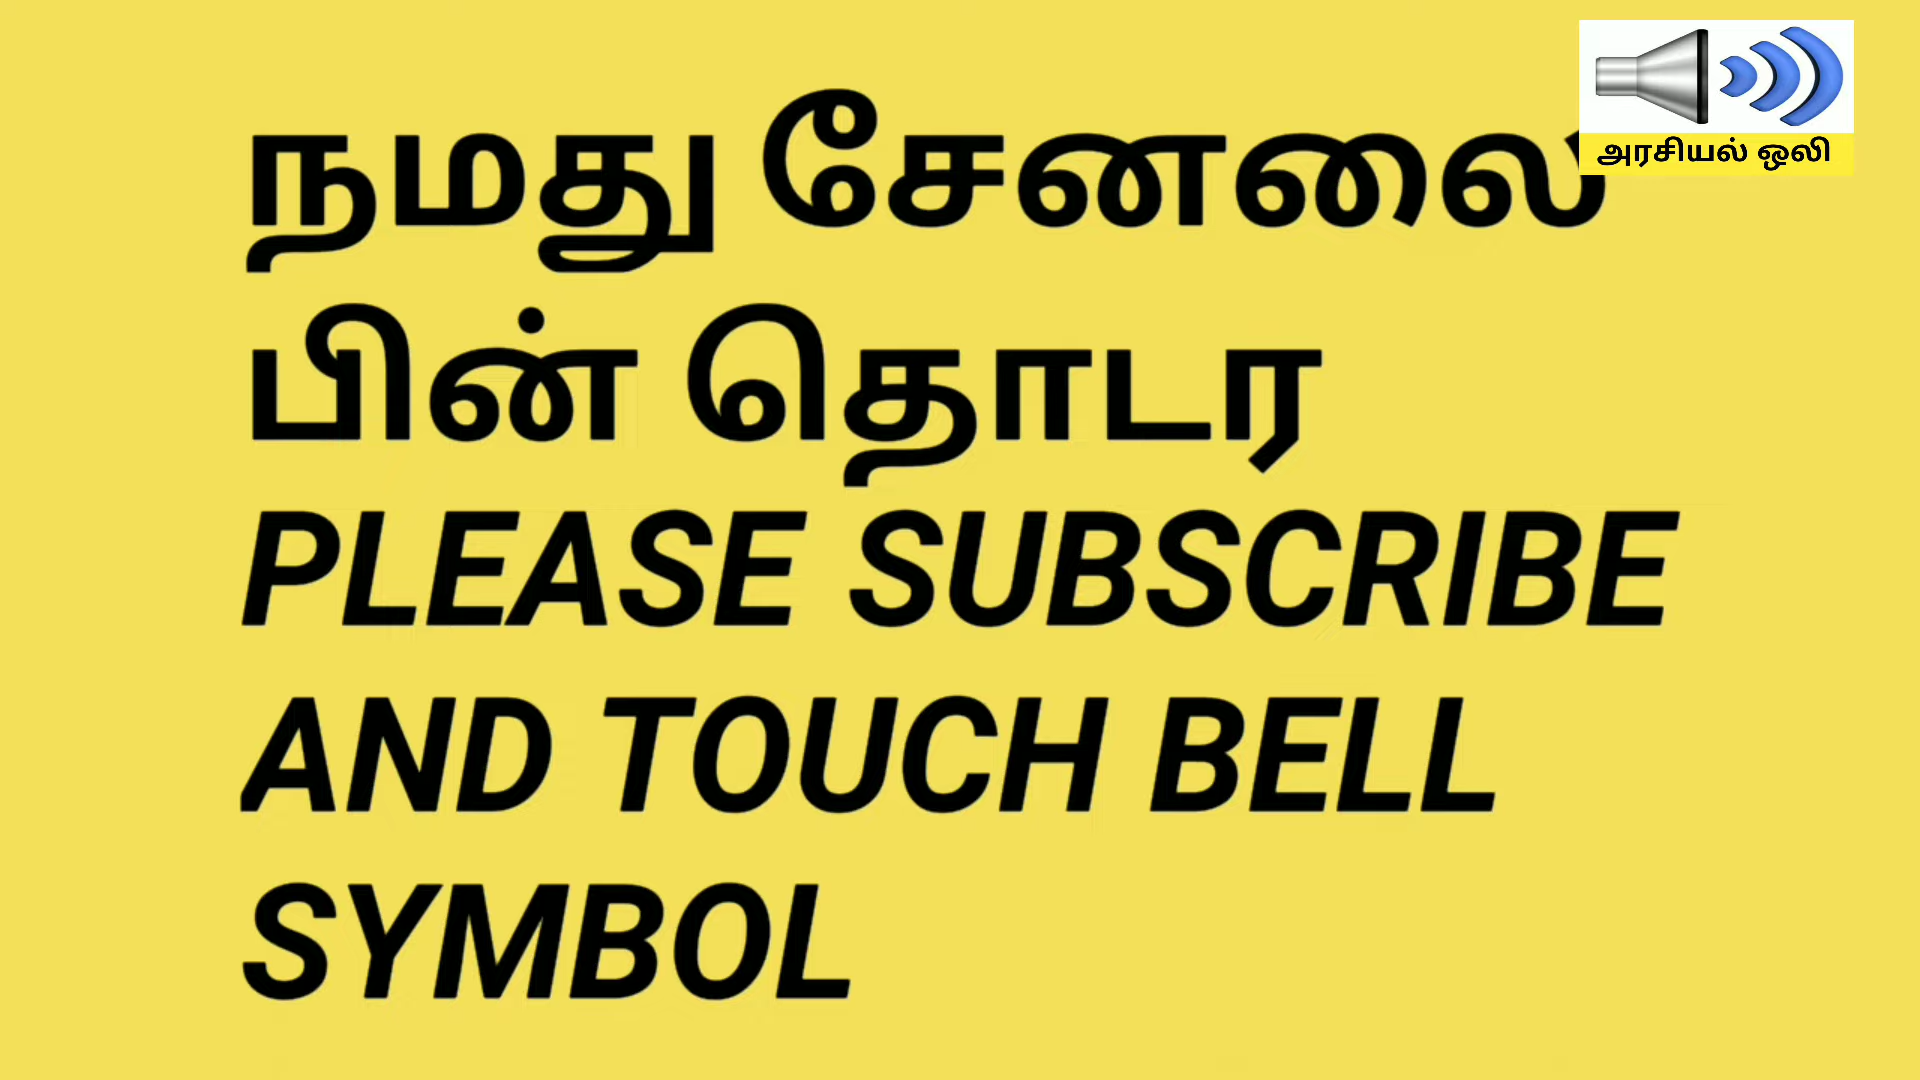 நமது சேனலை
பின் தொடர
PLEASE SUBSCRIBE
AND TOUCH BELL
SYMBOL
அரசியல் ஒலி